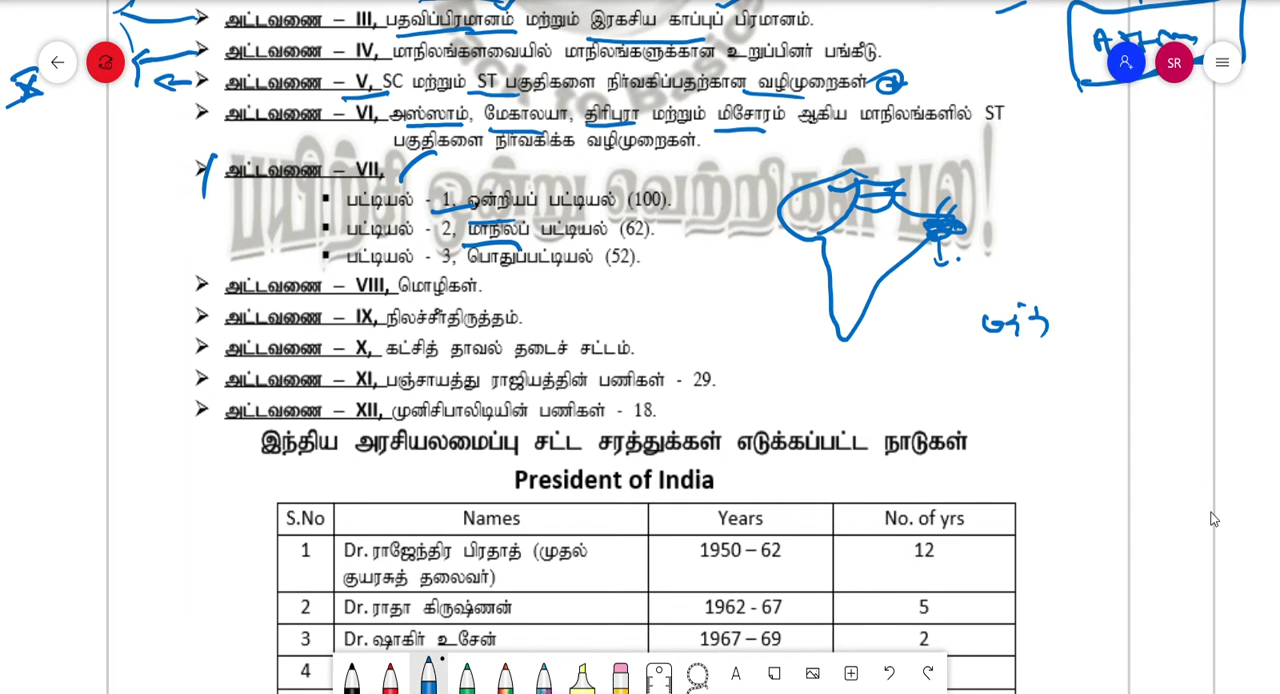 அட்டவணை – III, பதவிப்பிரமானம் மற்றும் இரகசிய காப்புப் பிரமானம்.
அட்டவணை – IV, மாநிலங்களவையில் மாநிலங்களுக்கான உறுப்பினர் பங்கீடு.
SR
அட்டவணை – V, SC மற்றும் ST பகுதிகளை நிர்வகிப்பதற்கான வழிமுறைகள்
அட்டவணை – VI, அஸ்ஸாம், மேகாலயா, திரிபுரா மற்றும் மிசோரம் ஆகிய மாநிலங்களில் ST
பகுதிகளை நிர்வகிக்க வழிமுறைகள்.
பயிற்சி ஒன்று வெற்றிகள் பல!
அட்டவணை – VII,
பட்டியல் - 1, ஒன்றியப் பட்டியல் (100).
பட்டியல் - 2, மாநிலப் பட்டியல் (62).
பட்டியல் - 3, பொதுப்பட்டியல் (52).
அட்டவணை – VIII, மொழிகள்.
அட்டவணை – IX, நிலச்சீர்திருத்தம்.
அட்டவணை – X, கட்சித் தாவல் தடைச் சட்டம்.
அட்டவணை – XI, பஞ்சாயத்து ராஜியத்தின் பணிகள் - 29.
அட்டவணை – XII, முனிசிபாலிடியின் பணிகள் - 18.
இந்திய அரசியலமைப்பு சட்ட சரத்துக்கள் எடுக்கப்பட்ட நாடுகள்
President of India
S.No Names Years No. of yrs
1 Dr. ராஜேந்திர பிரதாத் (முதல் 1950 – 62 12
குயரசுத் தலைவர்)
2 Dr. ராதா கிருஷ்ணன் 1962 - 67 5
3 Dr. ஷாகிர் உசேன் 1967 – 69 2
4
A